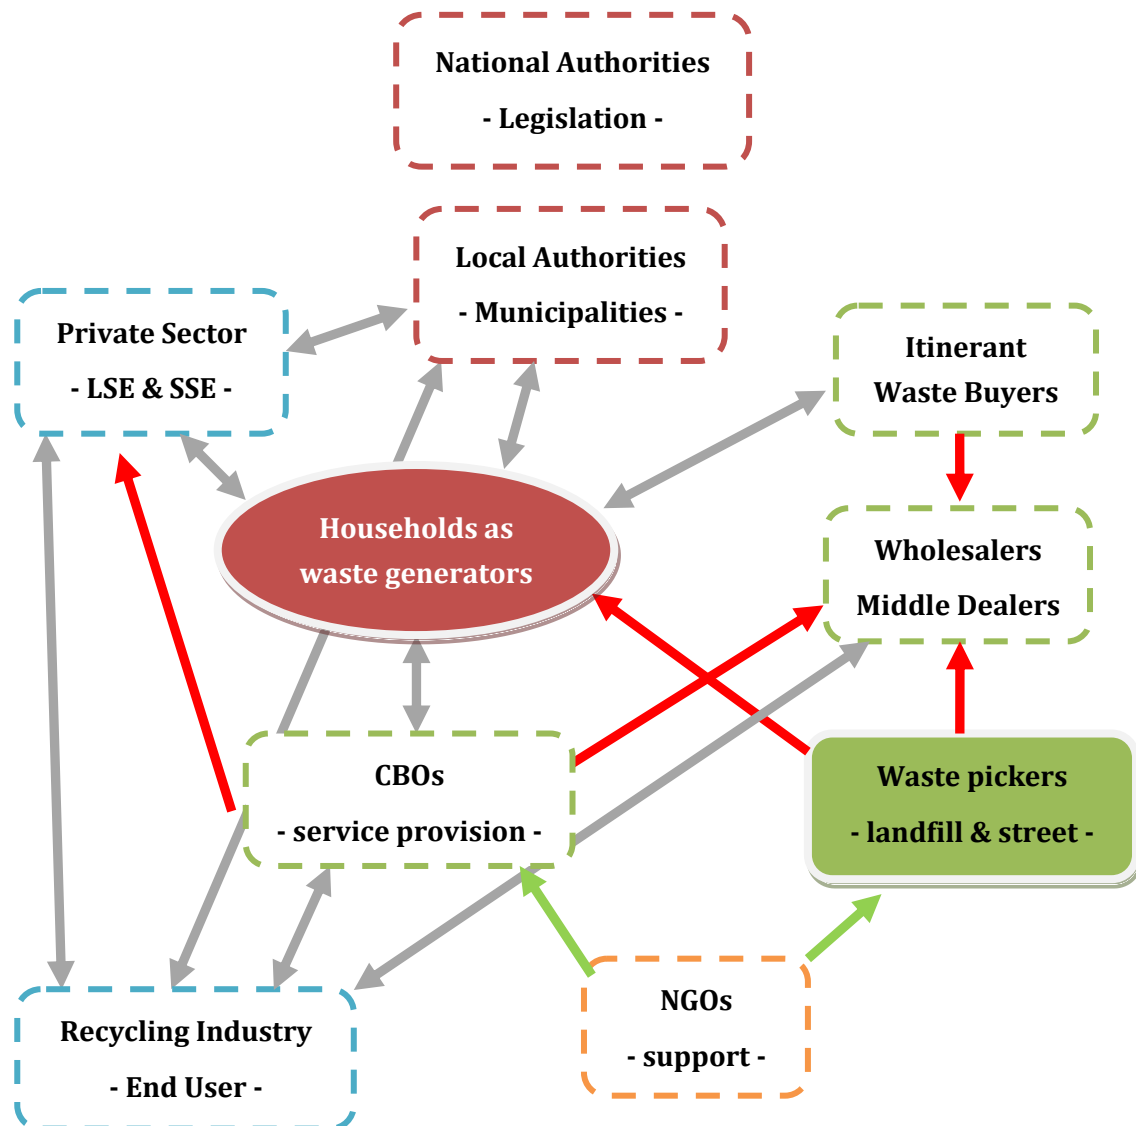 National Authorities
- Legislation -
Local Authorities
- Municipalities -
Private Sector
- LSE & SSE -
Itinerant
Waste Buyers
Households as
waste generators
Wholesalers
Middle Dealers
CBOs
- service provision -
Waste pickers
- landfill & street -
Recycling Industry
- End User -
NGOs
- support -